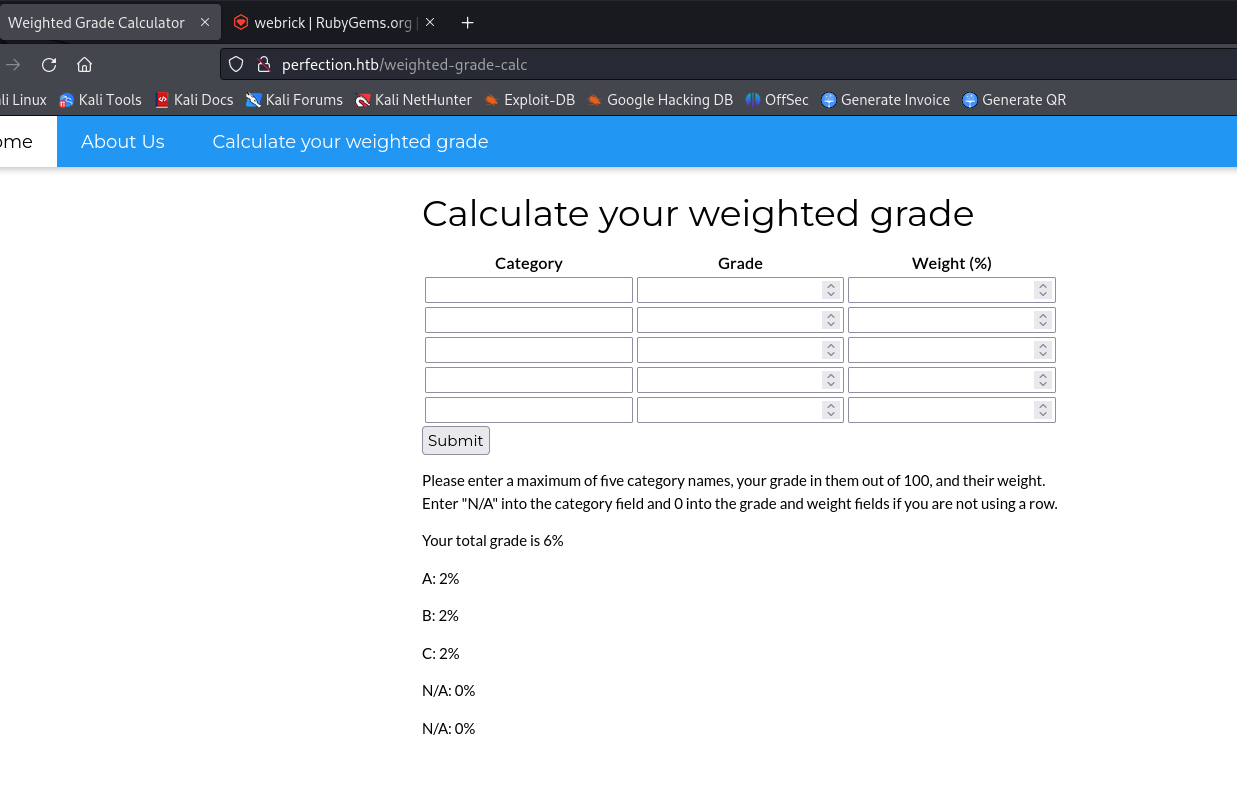 Weighted Grade Calculator
webrick | RubyGems.org |
perfection.htb/weighted-grade-calc
li Linux Kali Tools Kali Docs Kali Forums Kali NetHunter Exploit-DB Google Hacking DB OffSec Generate Invoice Generate QR
ome About Us Calculate your weighted grade
Calculate your weighted grade
Category Grade Weight (%)
Submit
Please enter a maximum of five category names, your grade in them out of 100, and their weight.
Enter "N/A" into the category field and 0 into the grade and weight fields if you are not using a row.
Your total grade is 6%
A: 2%
B: 2%
C: 2%
N/A: 0%
N/A: 0%